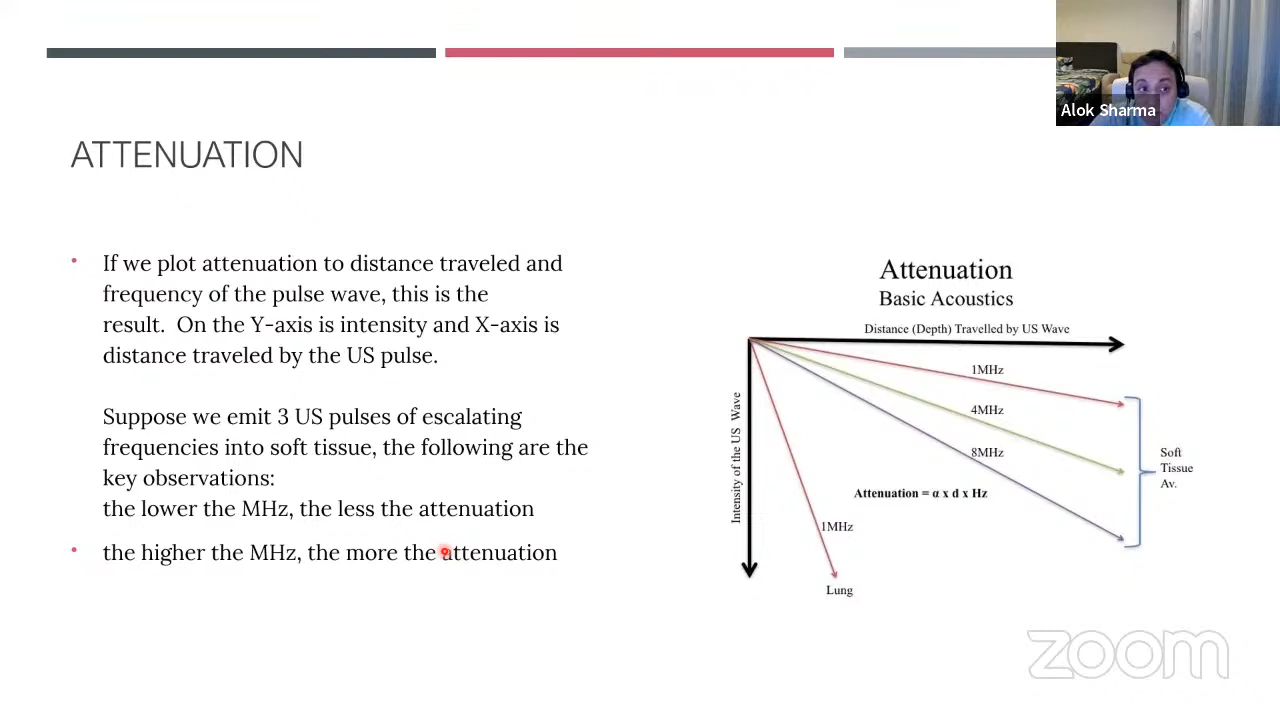 Alok Sharma
ATTENUATION
• If we plot attenuation to distance traveled and
frequency of the pulse wave, this is the
result.  On the Y-axis is intensity and X-axis is
distance traveled by the US pulse.
Suppose we emit 3 US pulses of escalating
frequencies into soft tissue, the following are the
key observations:
the lower the MHz, the less the attenuation
• the higher the MHz, the more the attenuation
Attenuation
Basic Acoustics
Distance (Depth) Travelled by US Wave
Intensity of the US Wave
1MHz
4MHz
8MHz
Soft
Tissue
Av.
Attenuation = α x d x Hz
1MHz
Lung
zoom